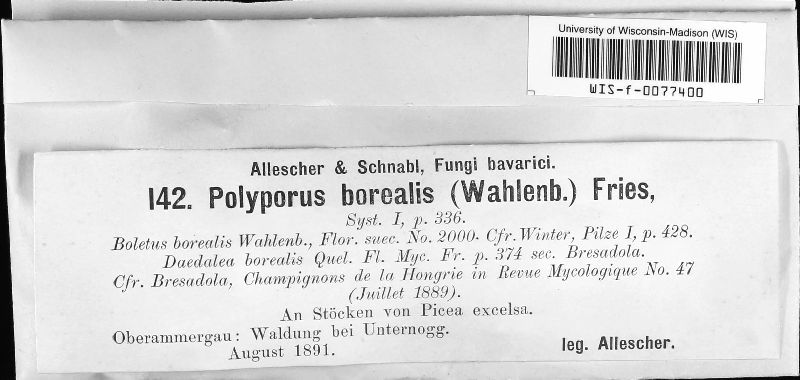 University of Wisconsin-Madison (WIS)
WIS-f-0077400
Allescher & Schnabl, Fungi bavarici.
142. Polyporus borealis (Wahlenb.) Fries,
Syst. I, p. 336.
Boletus borealis Wahlenb., Flor. suec. No. 2000. Cfr. Winter, Pilze I, p. 428.
Daedalea borealis Quel. Fl. Myc. Fr. p. 374 sec. Bresadola.
Cfr. Bresadola, Champignons de la Hongrie in Revue Mycologique No. 47
(Juillet 1889).
An Stöcken von Picea excelsa.
Oberammergau: Waldung bei Unternogg.
August 1891.
leg. Allescher.